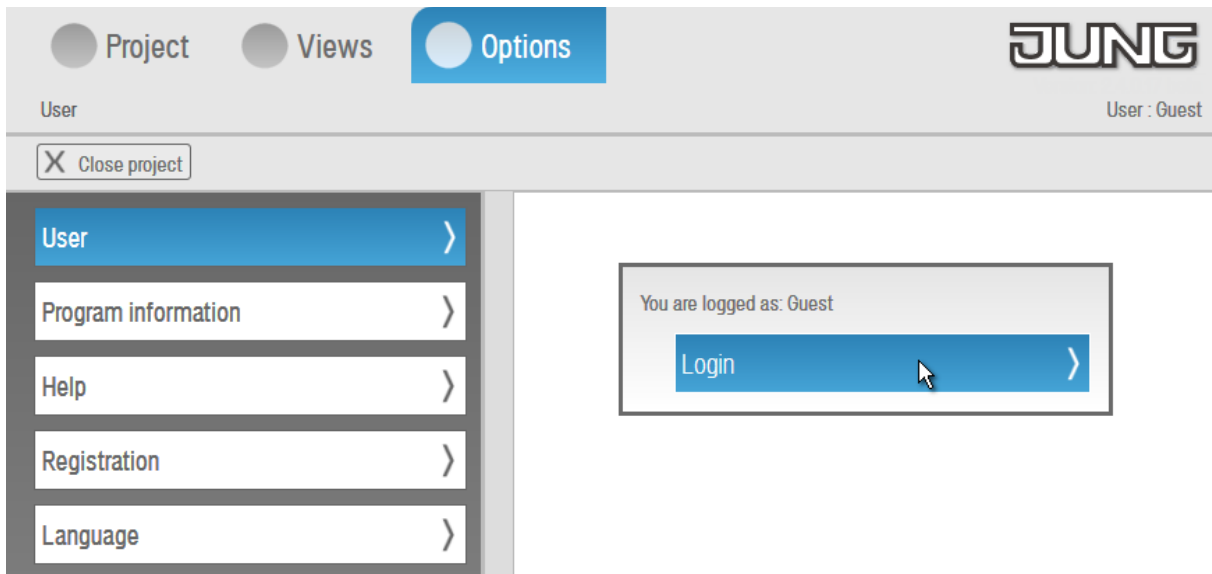 Project Views Options JUNG
User User : Guest
X Close project
User
Program information
Help
Registration
Language
You are logged as: Guest
Login